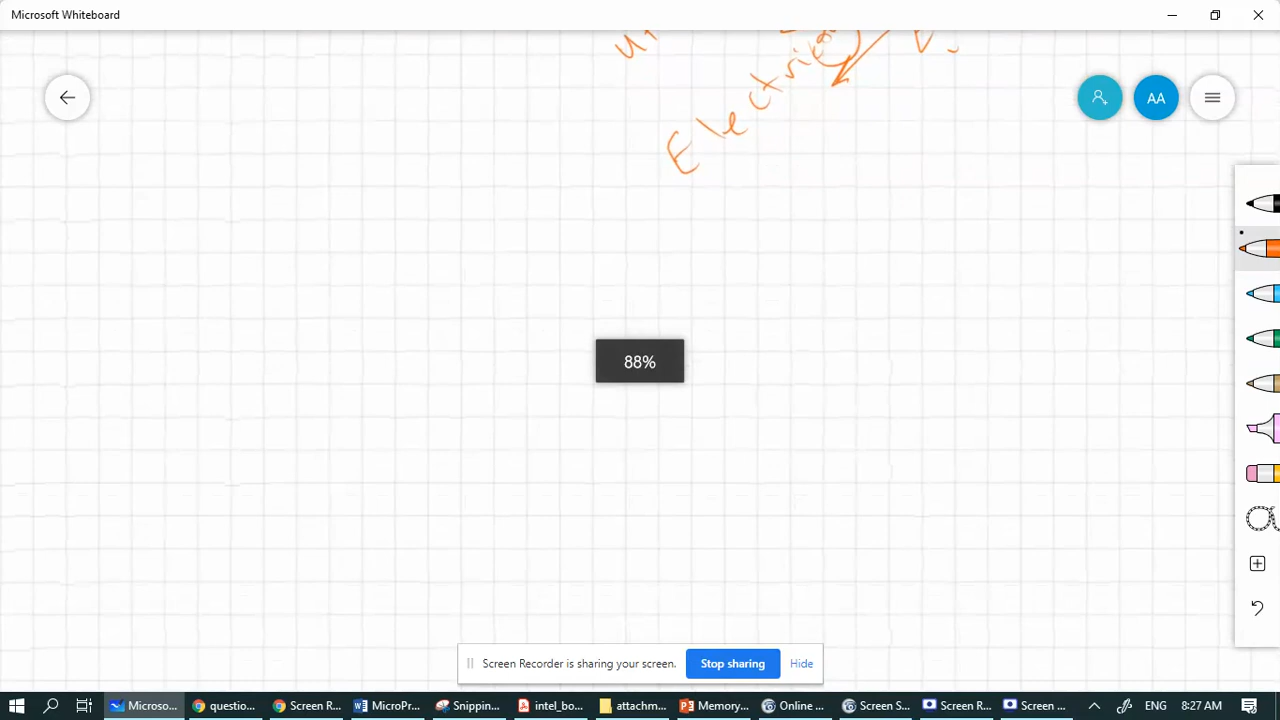 Microsoft Whiteboard
AA
88%
Screen Recorder is sharing your screen.
Stop sharing
Hide
Microso...
questio...
Screen R...
MicroPr...
Snippin...
intel_bo...
attachm...
Memory...
Online ...
Screen S...
Screen R...
Screen ...
ENG
8:27 AM